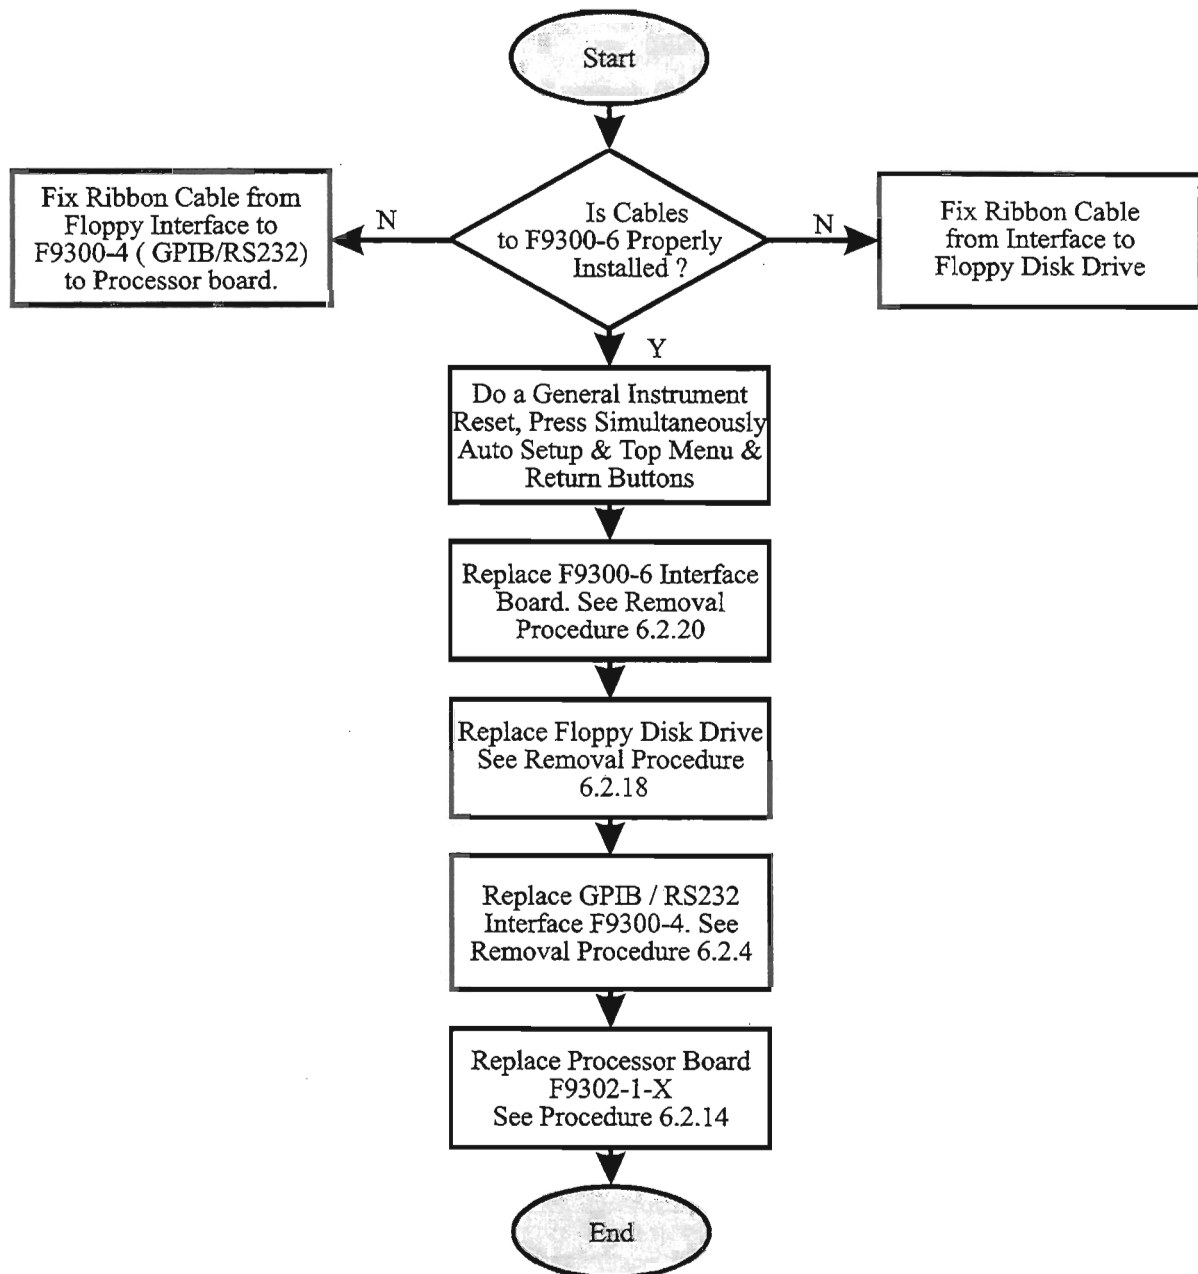 Start
Fix Ribbon Cable from
Floppy Interface to
F9300-4 ( GPIB/RS232)
to Processor board.
N
Is Cables
to F9300-6 Properly
Installed ?
N
Fix Ribbon Cable
from Interface to
Floppy Disk Drive
Y
Do a General Instrument
Reset, Press Simultaneously
Auto Setup & Top Menu &
Return Buttons
Replace F9300-6 Interface
Board. See Removal
Procedure 6.2.20
Replace Floppy Disk Drive
See Removal Procedure
6.2.18
Replace GPIB / RS232
Interface F9300-4. See
Removal Procedure 6.2.4
Replace Processor Board
F9302-1-X
See Procedure 6.2.14
End